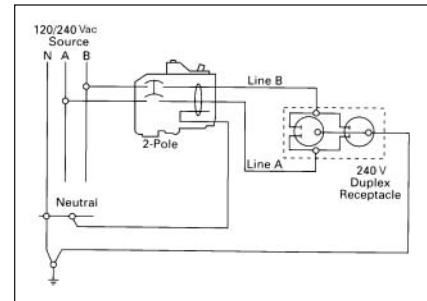 120/240 Vac
Source
N A B
Line B
2-Pole
Line A
240 V
Duplex
Receptacle
Neutral